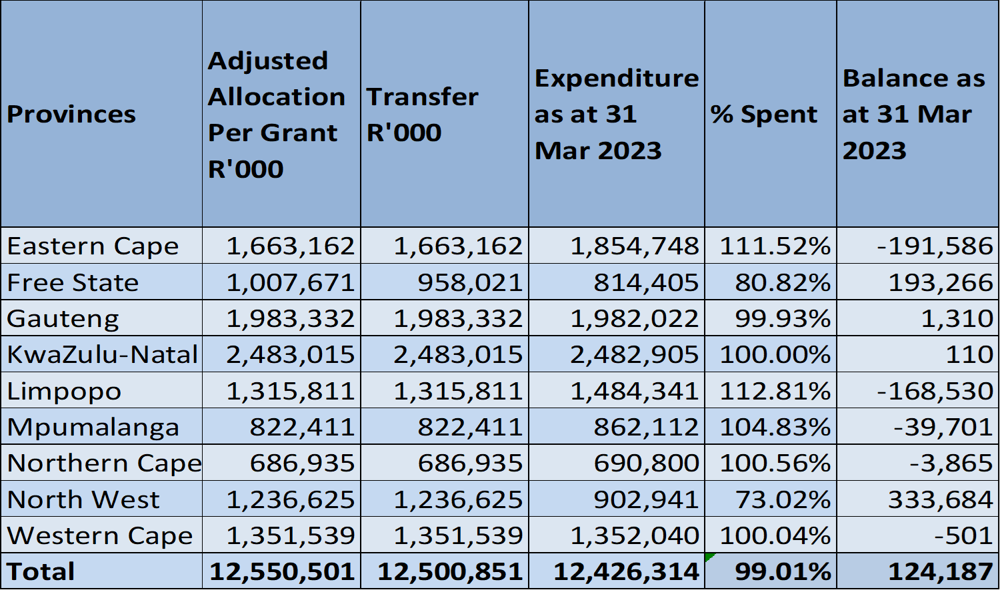 Provinces | Adjusted Allocation Per Grant R'000 | Transfer R'000 | Expenditure as at 31 Mar 2023 | % Spent | Balance as at 31 Mar 2023
Eastern Cape | 1,663,162 | 1,663,162 | 1,854,748 | 111.52% | -191,586
Free State | 1,007,671 | 958,021 | 814,405 | 80.82% | 193,266
Gauteng | 1,983,332 | 1,983,332 | 1,982,022 | 99.93% | 1,310
KwaZulu-Natal | 2,483,015 | 2,483,015 | 2,482,905 | 100.00% | 110
Limpopo | 1,315,811 | 1,315,811 | 1,484,341 | 112.81% | -168,530
Mpumalanga | 822,411 | 822,411 | 862,112 | 104.83% | -39,701
Northern Cape | 686,935 | 686,935 | 690,800 | 100.56% | -3,865
North West | 1,236,625 | 1,236,625 | 902,941 | 73.02% | 333,684
Western Cape | 1,351,539 | 1,351,539 | 1,352,040 | 100.04% | -501
Total | 12,550,501 | 12,500,851 | 12,426,314 | 99.01% | 124,187